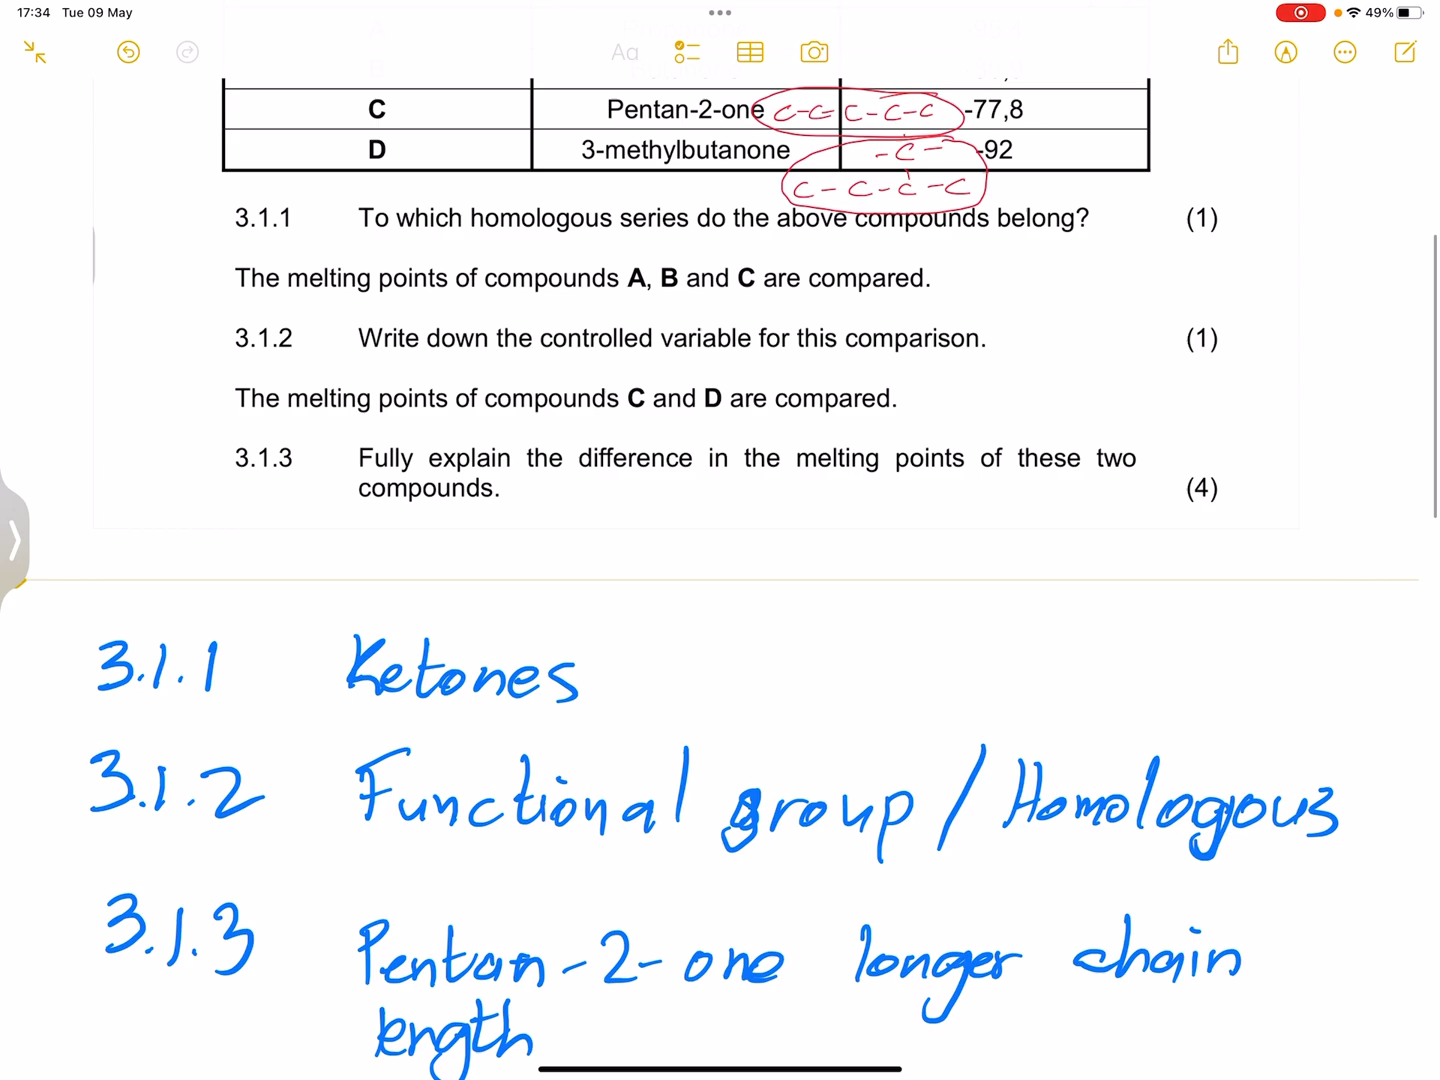 17:34 Tue 09 May
49%
Aa
C Pentan-2-one C-C-C-C-C -77,8
D 3-methylbutanone -C- -92
C-C-C-C
3.1.1 To which homologous series do the above compounds belong? (1)
The melting points of compounds A, B and C are compared.
3.1.2 Write down the controlled variable for this comparison. (1)
The melting points of compounds C and D are compared.
3.1.3 Fully explain the difference in the melting points of these two
compounds. (4)
3.1.1 Ketones
3.1.2 Functional group / Homologous
3.1.3 Pentan-2-one longer chain
length